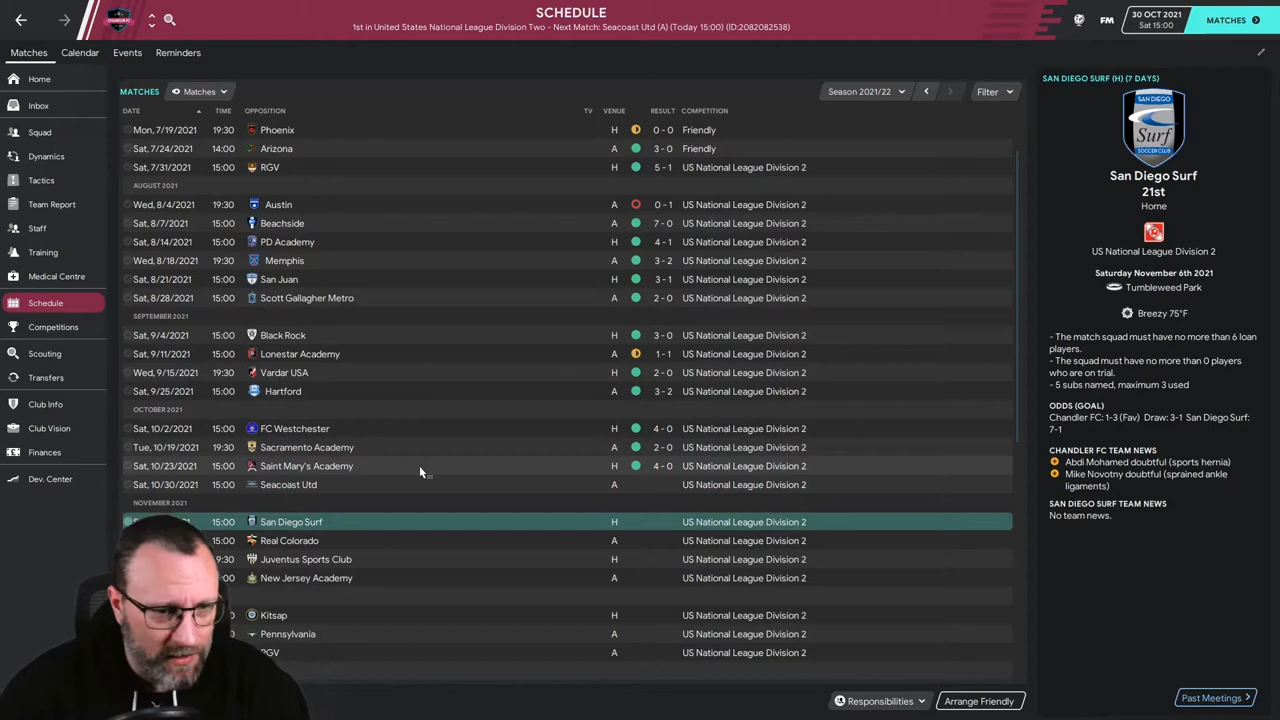 SCHEDULE
1st in United States National League Division Two - Next Match: Seacoast Utd (A) (Today 15:00) (ID:2082082538)
CHANDLER FC
FM
30 OCT 2021
Sat 15:00
MATCHES
Matches Calendar Events Reminders
Home
Inbox
Squad
Dynamics
Tactics
Team Report
Staff
Training
Medical Centre
Schedule
Competitions
Scouting
Transfers
Club Info
Club Vision
Finances
Dev. Center
MATCHES Matches Season 2021/22 Filter
DATE TIME OPPOSITION TV VENUE RESULT COMPETITION
Mon, 7/19/2021 19:30 Phoenix H 0 - 0 Friendly
Sat, 7/24/2021 14:00 Arizona A 3 - 0 Friendly
Sat, 7/31/2021 15:00 RGV H 5 - 1 US National League Division 2
AUGUST 2021
Wed, 8/4/2021 19:30 Austin A 0 - 1 US National League Division 2
Sat, 8/7/2021 15:00 Beachside A 7 - 0 US National League Division 2
Sat, 8/14/2021 15:00 PD Academy H 4 - 1 US National League Division 2
Wed, 8/18/2021 19:30 Memphis A 3 - 2 US National League Division 2
Sat, 8/21/2021 15:00 San Juan H 3 - 1 US National League Division 2
Sat, 8/28/2021 15:00 Scott Gallagher Metro A 2 - 0 US National League Division 2
SEPTEMBER 2021
Sat, 9/4/2021 15:00 Black Rock H 3 - 0 US National League Division 2
Sat, 9/11/2021 15:00 Lonestar Academy A 1 - 1 US National League Division 2
Wed, 9/15/2021 19:30 Vardar USA H 2 - 0 US National League Division 2
Sat, 9/25/2021 15:00 Hartford A 3 - 2 US National League Division 2
OCTOBER 2021
Sat, 10/2/2021 15:00 FC Westchester H 4 - 0 US National League Division 2
Tue, 10/19/2021 19:30 Sacramento Academy A 2 - 0 US National League Division 2
Sat, 10/23/2021 15:00 Saint Mary's Academy H 4 - 0 US National League Division 2
Sat, 10/30/2021 15:00 Seacoast Utd A US National League Division 2
NOVEMBER 2021
15:00 San Diego Surf H US National League Division 2
15:00 Real Colorado A US National League Division 2
9:30 Juventus Sports Club H US National League Division 2
:00 New Jersey Academy A US National League Division 2
Kitsap H US National League Division 2
Pennsylvania A US National League Division 2
RGV A US National League Division 2
Responsibilities Arrange Friendly
SAN DIEGO SURF (H) (7 DAYS)
SAN DIEGO
Surf
SOCCER CLUB
San Diego Surf
21st
Home
US National League Division 2
Saturday November 6th 2021
Tumbleweed Park
Breezy 75°F
- The match squad must have no more than 6 loan
players.
- The squad must have no more than 0 players
who are on trial.
- 5 subs named, maximum 3 used
ODDS (GOAL)
Chandler FC: 1-3 (Fav) Draw: 3-1 San Diego Surf:
7-1
CHANDLER FC TEAM NEWS
Abdi Mohamed doubtful (sports hernia)
Mike Novotny doubtful (sprained ankle
ligaments)
SAN DIEGO SURF TEAM NEWS
No team news.
Past Meetings